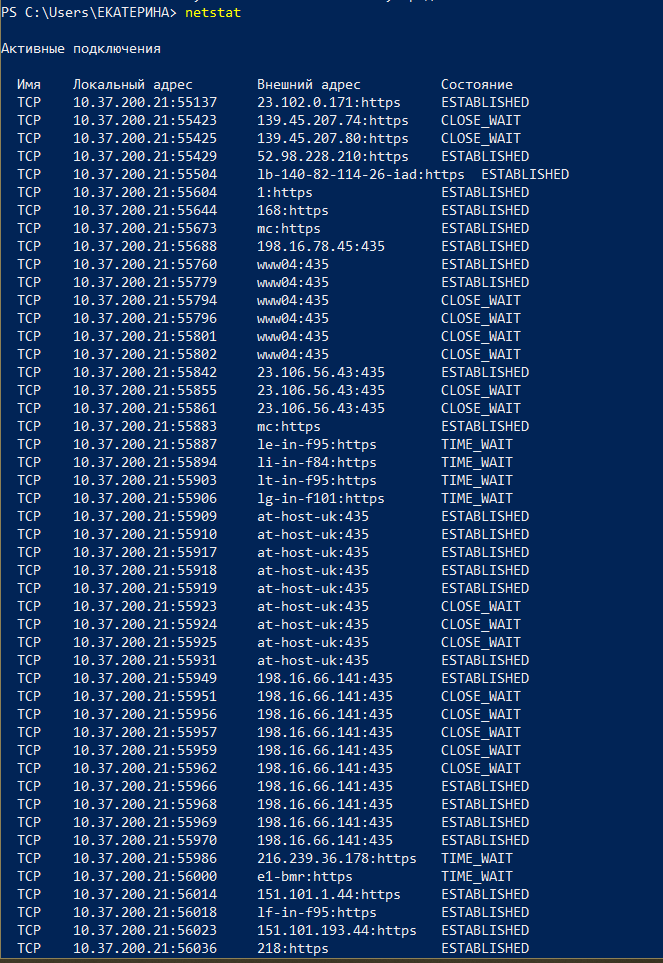 PS C:\Users\ЕКАТЕРИНА> netstat
Активные подключения
Имя Локальный адрес Внешний адрес Состояние
TCP 10.37.200.21:55137 23.102.0.171:https ESTABLISHED
TCP 10.37.200.21:55423 139.45.207.74:https CLOSE_WAIT
TCP 10.37.200.21:55425 139.45.207.80:https CLOSE_WAIT
TCP 10.37.200.21:55429 52.98.228.210:https ESTABLISHED
TCP 10.37.200.21:55504 lb-140-82-114-26-iad:https ESTABLISHED
TCP 10.37.200.21:55604 1:https ESTABLISHED
TCP 10.37.200.21:55644 168:https ESTABLISHED
TCP 10.37.200.21:55673 mc:https ESTABLISHED
TCP 10.37.200.21:55688 198.16.78.45:435 ESTABLISHED
TCP 10.37.200.21:55760 www04:435 ESTABLISHED
TCP 10.37.200.21:55779 www04:435 ESTABLISHED
TCP 10.37.200.21:55794 www04:435 CLOSE_WAIT
TCP 10.37.200.21:55796 www04:435 CLOSE_WAIT
TCP 10.37.200.21:55801 www04:435 CLOSE_WAIT
TCP 10.37.200.21:55802 www04:435 CLOSE_WAIT
TCP 10.37.200.21:55842 23.106.56.43:435 ESTABLISHED
TCP 10.37.200.21:55855 23.106.56.43:435 CLOSE_WAIT
TCP 10.37.200.21:55861 23.106.56.43:435 CLOSE_WAIT
TCP 10.37.200.21:55883 mc:https ESTABLISHED
TCP 10.37.200.21:55887 le-in-f95:https TIME_WAIT
TCP 10.37.200.21:55894 li-in-f84:https TIME_WAIT
TCP 10.37.200.21:55903 lt-in-f95:https TIME_WAIT
TCP 10.37.200.21:55906 lg-in-f101:https TIME_WAIT
TCP 10.37.200.21:55909 at-host-uk:435 ESTABLISHED
TCP 10.37.200.21:55910 at-host-uk:435 ESTABLISHED
TCP 10.37.200.21:55917 at-host-uk:435 ESTABLISHED
TCP 10.37.200.21:55918 at-host-uk:435 ESTABLISHED
TCP 10.37.200.21:55919 at-host-uk:435 ESTABLISHED
TCP 10.37.200.21:55923 at-host-uk:435 CLOSE_WAIT
TCP 10.37.200.21:55924 at-host-uk:435 CLOSE_WAIT
TCP 10.37.200.21:55925 at-host-uk:435 CLOSE_WAIT
TCP 10.37.200.21:55931 at-host-uk:435 ESTABLISHED
TCP 10.37.200.21:55949 198.16.66.141:435 ESTABLISHED
TCP 10.37.200.21:55951 198.16.66.141:435 CLOSE_WAIT
TCP 10.37.200.21:55956 198.16.66.141:435 CLOSE_WAIT
TCP 10.37.200.21:55957 198.16.66.141:435 CLOSE_WAIT
TCP 10.37.200.21:55959 198.16.66.141:435 CLOSE_WAIT
TCP 10.37.200.21:55962 198.16.66.141:435 CLOSE_WAIT
TCP 10.37.200.21:55966 198.16.66.141:435 ESTABLISHED
TCP 10.37.200.21:55968 198.16.66.141:435 ESTABLISHED
TCP 10.37.200.21:55969 198.16.66.141:435 ESTABLISHED
TCP 10.37.200.21:55970 198.16.66.141:435 ESTABLISHED
TCP 10.37.200.21:55986 216.239.36.178:https TIME_WAIT
TCP 10.37.200.21:56000 e1-bmr:https TIME_WAIT
TCP 10.37.200.21:56014 151.101.1.44:https ESTABLISHED
TCP 10.37.200.21:56018 lf-in-f95:https ESTABLISHED
TCP 10.37.200.21:56023 151.101.193.44:https ESTABLISHED
TCP 10.37.200.21:56036 218:https ESTABLISHED